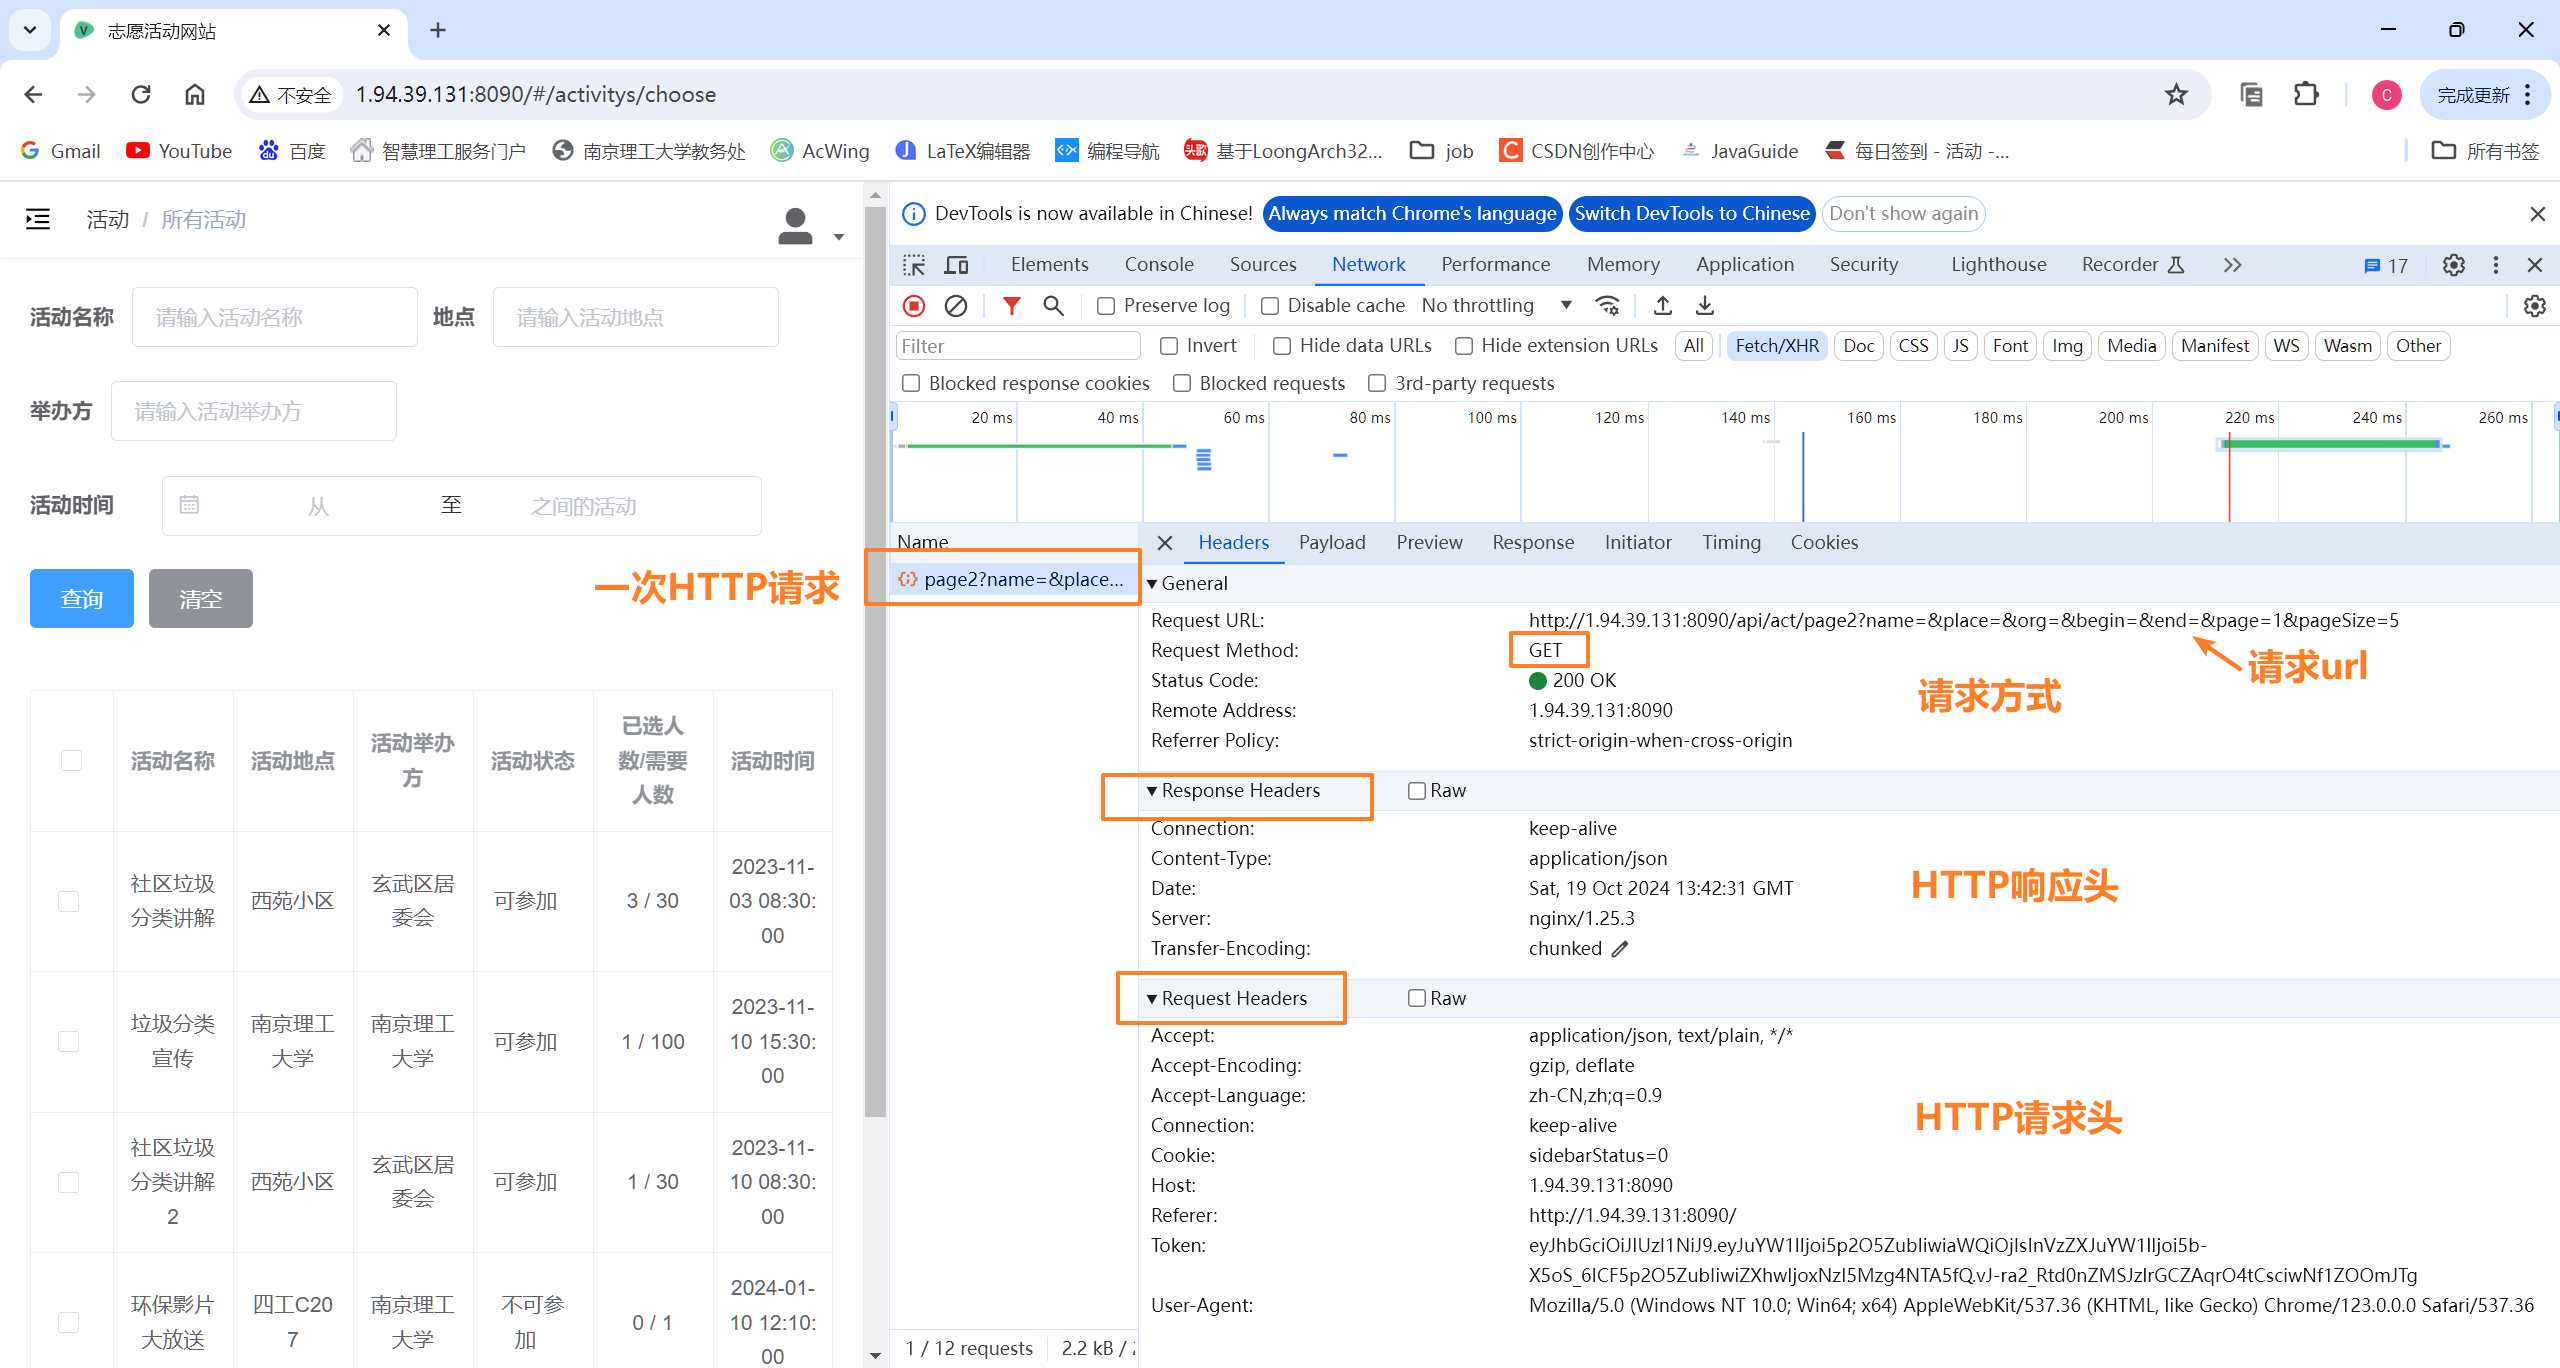 志愿活动网站
不安全 1.94.39.131:8090/#/activitys/choose
C 完成更新
Gmail YouTube 百度 智慧理工服务门户 南京理工大学教务处 AcWing LaTeX编辑器 编程导航 基于LoongArch32... job CSDN创作中心 JavaGuide 每日签到 - 活动 -... 所有书签
活动 / 所有活动
活动名称 请输入活动名称 地点 请输入活动地点
举办方 请输入活动举办方
活动时间 从 至 之间的活动
查询 清空
一次HTTP请求
活动名称 活动地点 活动举办方 活动状态 已选人数/需要人数 活动时间
社区垃圾分类讲解 西苑小区 玄武区居委会 可参加 3 / 30 2023-11-03 08:30:00
垃圾分类宣传 南京理工大学 南京理工大学 可参加 1 / 100 2023-11-10 15:30:00
社区垃圾分类讲解2 西苑小区 玄武区居委会 可参加 1 / 30 2023-11-10 08:30:00
环保影片大放送 四工C207 南京理工大学 不可参加 0 / 1 2024-01-10 12:10:00
DevTools is now available in Chinese! Always match Chrome's language Switch DevTools to Chinese Don't show again
Elements Console Sources Network Performance Memory Application Security Lighthouse Recorder 17
Preserve log Disable cache No throttling
Filter Invert Hide data URLs Hide extension URLs All Fetch/XHR Doc CSS JS Font Img Media Manifest WS Wasm Other
Blocked response cookies Blocked requests 3rd-party requests
20 ms 40 ms 60 ms 80 ms 100 ms 120 ms 140 ms 160 ms 180 ms 200 ms 220 ms 240 ms 260 ms
Name
page2?name=&place...
Headers Payload Preview Response Initiator Timing Cookies
General
Request URL: http://1.94.39.131:8090/api/act/page2?name=&place=&org=&begin=&end=&page=1&pageSize=5
Request Method: GET
请求url
Status Code: 200 OK
请求方式
Remote Address: 1.94.39.131:8090
Referrer Policy: strict-origin-when-cross-origin
Response Headers Raw
Connection: keep-alive
Content-Type: application/json
Date: Sat, 19 Oct 2024 13:42:31 GMT
HTTP响应头
Server: nginx/1.25.3
Transfer-Encoding: chunked
Request Headers Raw
Accept: application/json, text/plain, */*
Accept-Encoding: gzip, deflate
Accept-Language: zh-CN,zh;q=0.9
HTTP请求头
Connection: keep-alive
Cookie: sidebarStatus=0
Host: 1.94.39.131:8090
Referer: http://1.94.39.131:8090/
Token:
User-Agent: Mozilla/5.0 (Windows NT 10.0; Win64; x64) AppleWebKit/537.36 (KHTML, like Gecko) Chrome/123.0.0.0 Safari/537.36
1 / 12 requests 2.2 kB /